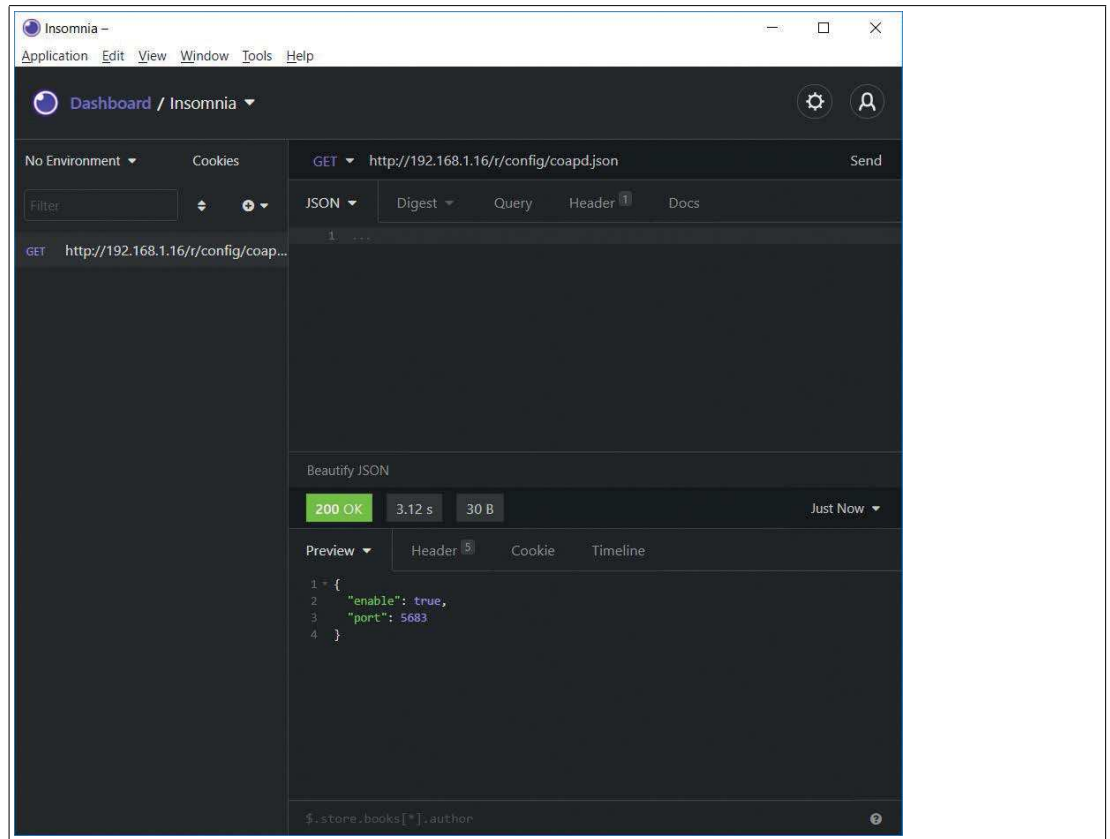 Insomnia –
Application Edit View Window Tools Help
Dashboard / Insomnia
No Environment Cookies
GET http://192.168.1.16/r/config/coapd.json Send
Filter
JSON Digest Query Header 1 Docs
GET http://192.168.1.16/r/config/coap...
1 ...
Beautify JSON
200 OK 3.12 s 30 B Just Now
Preview Header 5 Cookie Timeline
1 {
2 "enable": true,
3 "port": 5683
4 }
$.store.books[*].author